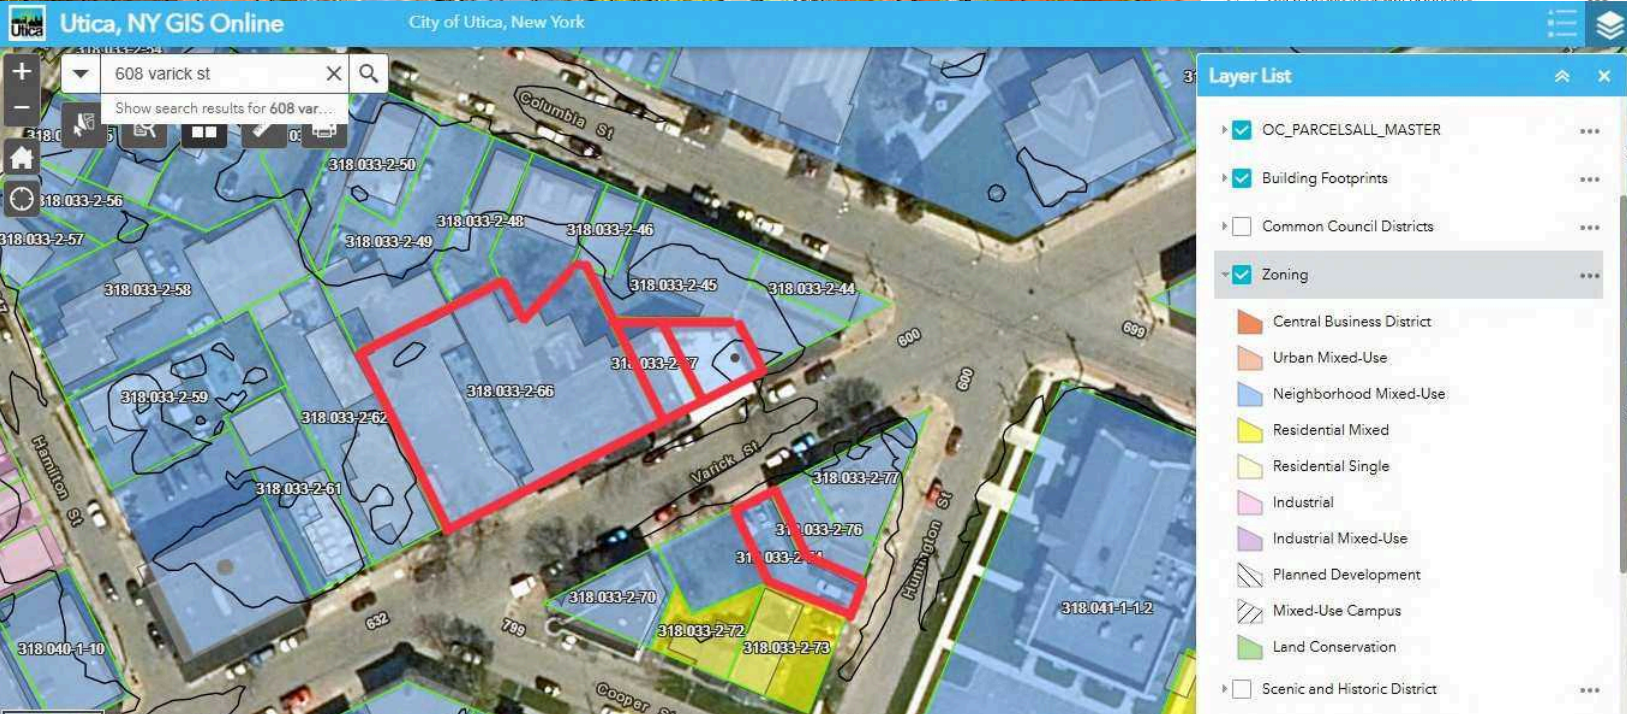 Utica
Utica, NY GIS Online
City of Utica, New York
+
608 varick st
Show search results for 608 var...
−
Layer List
OC_PARCELSALL_MASTER
Building Footprints
Common Council Districts
Zoning
Central Business District
Urban Mixed-Use
Neighborhood Mixed-Use
Residential Mixed
Residential Single
Industrial
Industrial Mixed-Use
Planned Development
Mixed-Use Campus
Land Conservation
Scenic and Historic District
Columbia St
318.033-2-50
318.033-2-56
318.033-2-48
318.033-2-46
318.033-2-57
318.033-2-49
318.033-2-58
318.033-2-45
318.033-2-44
699
600
600
318.033-2-66
318.033-2-59
318.033-2-62
Hamilton St
Varick St
318.033-2-77
318.033-2-61
Huntington St
318.033-2-70
318.041-1-1.2
632
799
318.033-2-72
318.033-2-73
318.040-1-10
Cooper